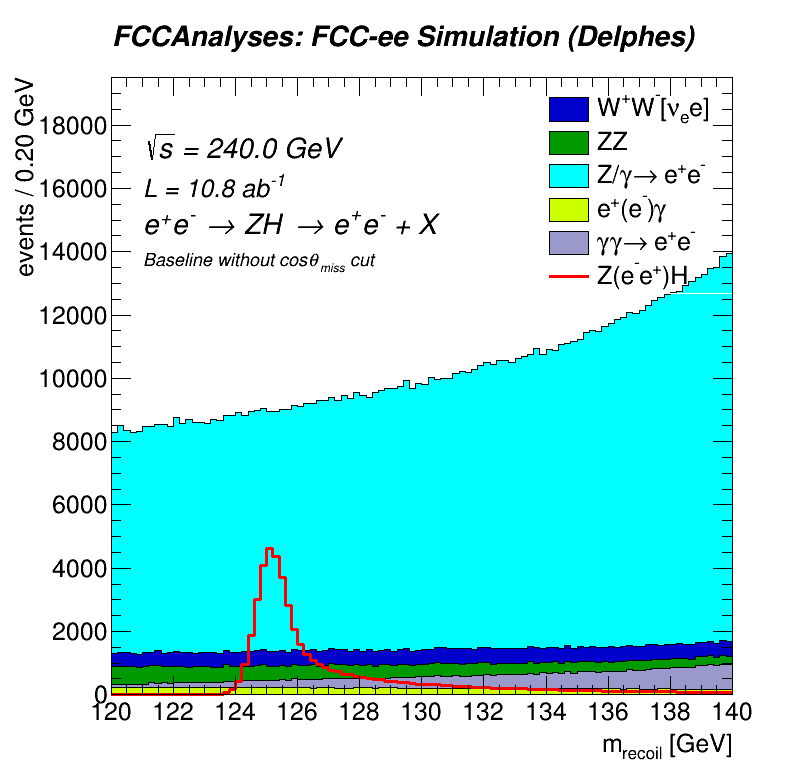 FCCAnalyses: FCC-ee Simulation (Delphes)
events / 0.20 GeV
18000
16000
14000
12000
10000
8000
6000
4000
2000
0
√s = 240.0 GeV
L = 10.8 ab⁻¹
e⁺e⁻ → ZH → e⁺e⁻ + X
Baseline without cosθ_miss cut
W⁺W⁻[νₑe]
ZZ
Z/γ→ e⁺e⁻
e⁺(e⁻)γ
γγ→ e⁺e⁻
Z(e⁻e⁺)H
120 122 124 126 128 130 132 134 136 138 140
m_recoil [GeV]